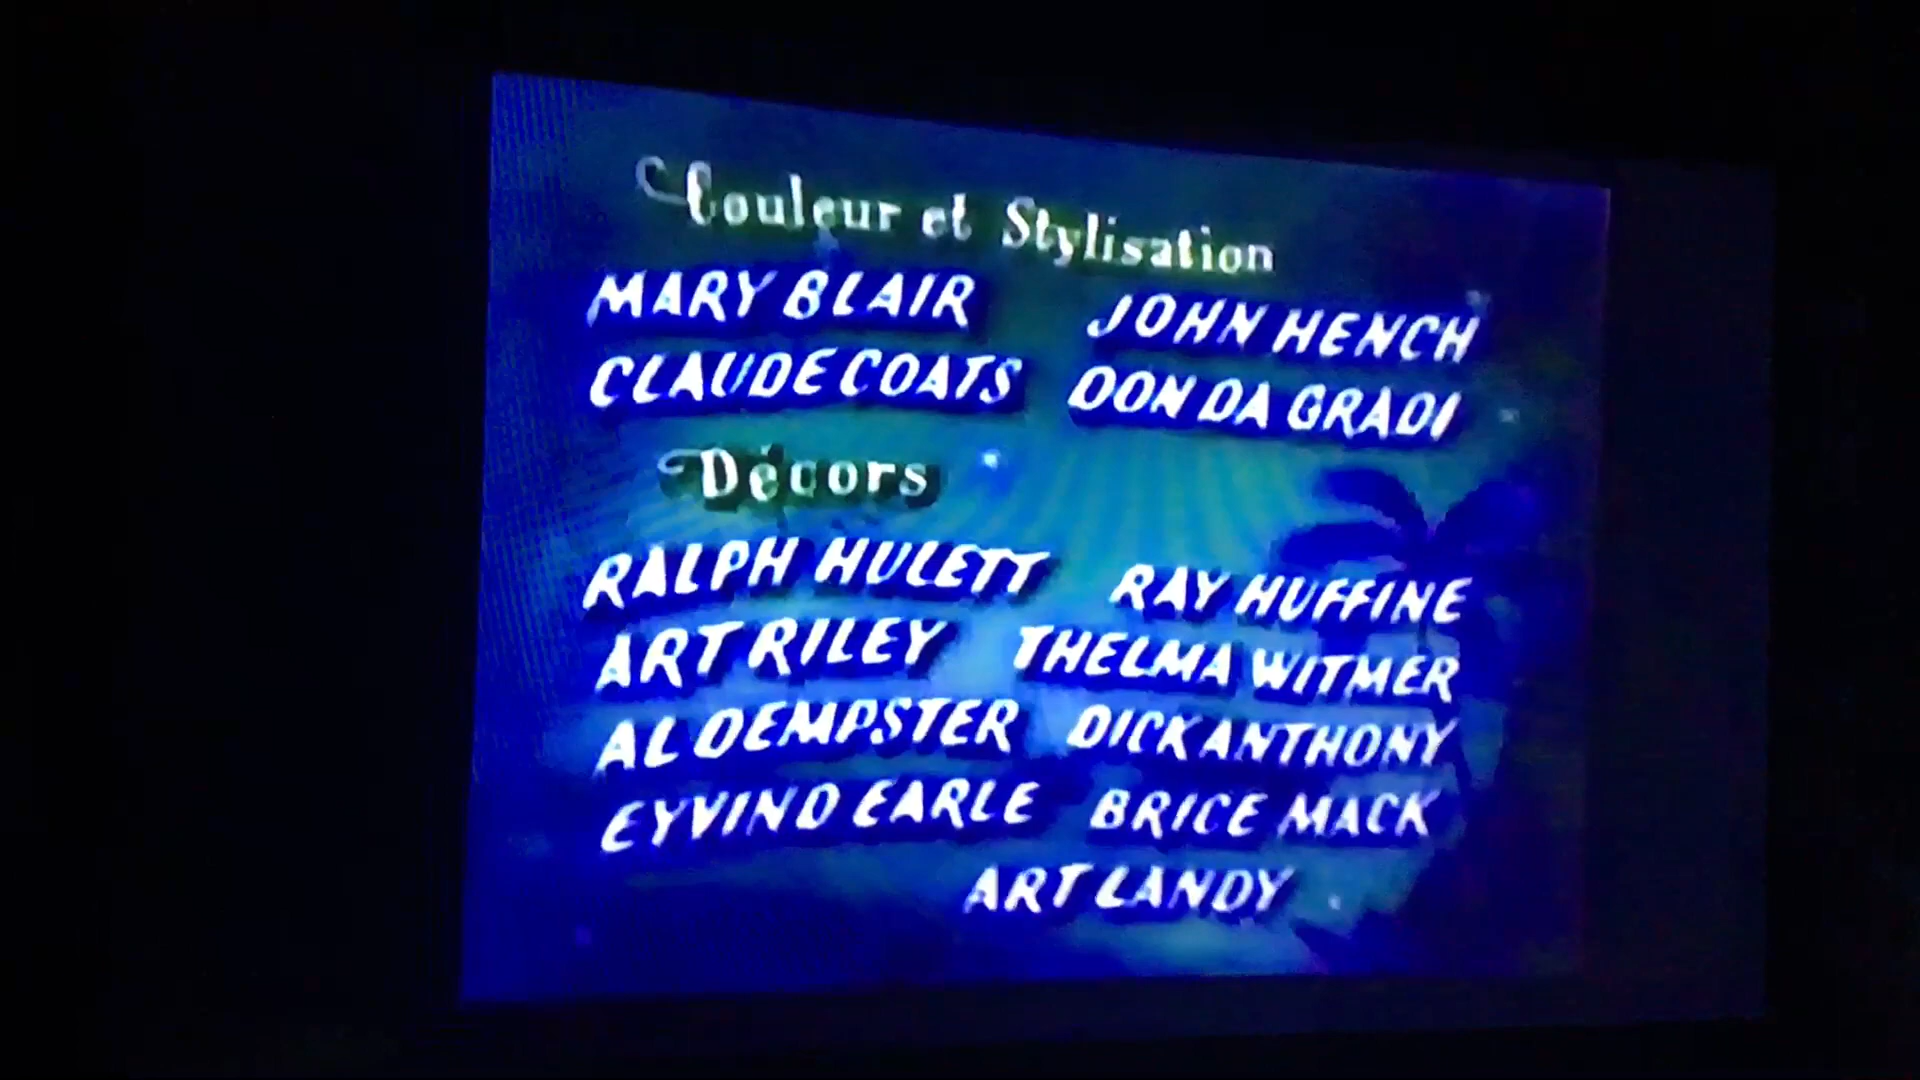 Couleur et Stylisation
MARY BLAIR JOHN HENCH
CLAUDE COATS DON DA GRADI
Décors
RALPH HULETT RAY HUFFINE
ART RILEY THELMA WITMER
AL DEMPSTER DICK ANTHONY
EYVIND EARLE BRICE MACK
ART LANDY